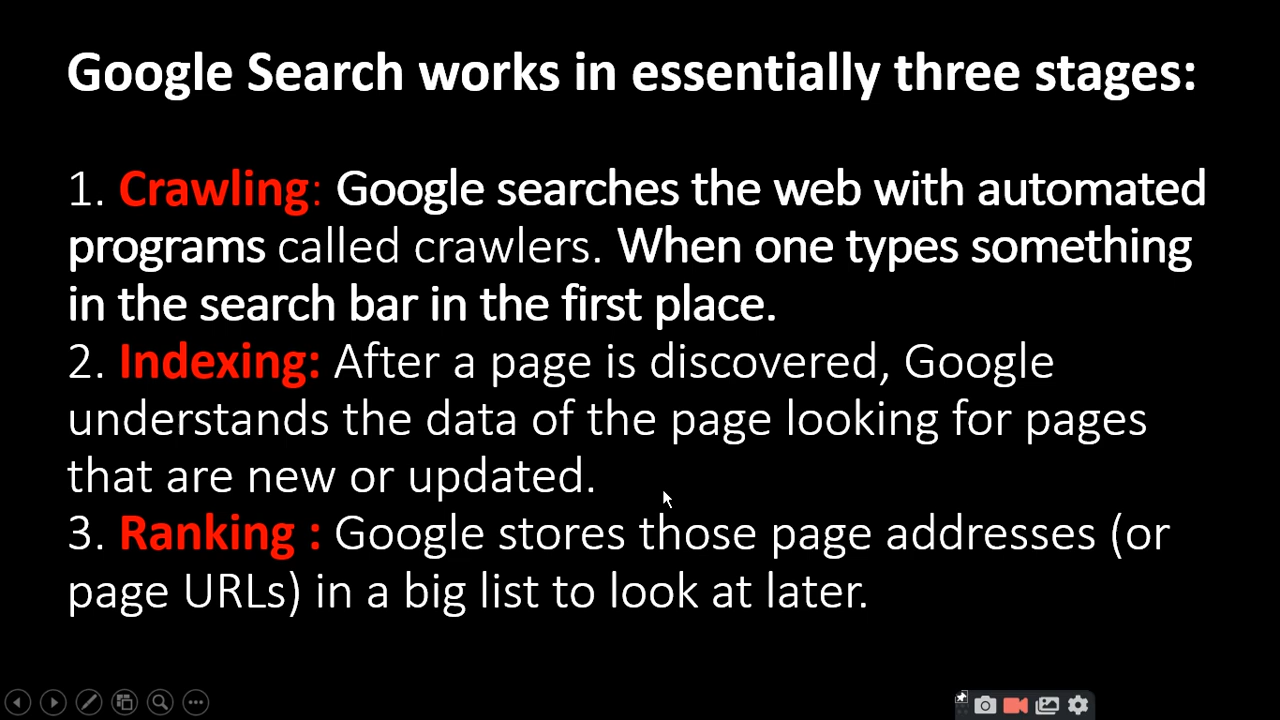 Google Search works in essentially three stages:
1. Crawling: Google searches the web with automated
programs called crawlers. When one types something
in the search bar in the first place.
2. Indexing: After a page is discovered, Google
understands the data of the page looking for pages
that are new or updated.
3. Ranking : Google stores those page addresses (or
page URLs) in a big list to look at later.